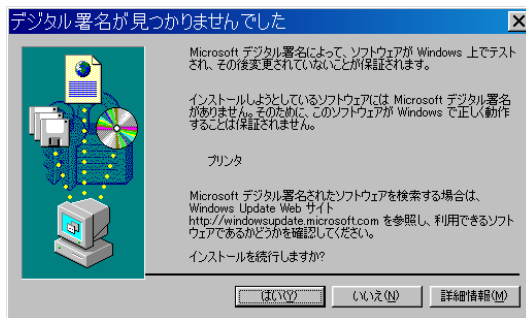 デジタル署名が見つかりませんでした
Microsoft デジタル署名によって、ソフトウェアが Windows 上でテスト
され、その後変更されていないことが保証されます。
インストールしようとしているソフトウェアには Microsoft デジタル署名
がありません。そのために、このソフトウェアが Windows で正しく動作
することは保証されません。
プリンタ
Microsoft デジタル署名されたソフトウェアを検索する場合は、
Windows Update Web サイト
http://windowsupdate.microsoft.com を参照し、利用できるソフト
ウェアであるかどうかを確認してください。
インストールを続行しますか?
はい(Y)
いいえ(N)
詳細情報(M)